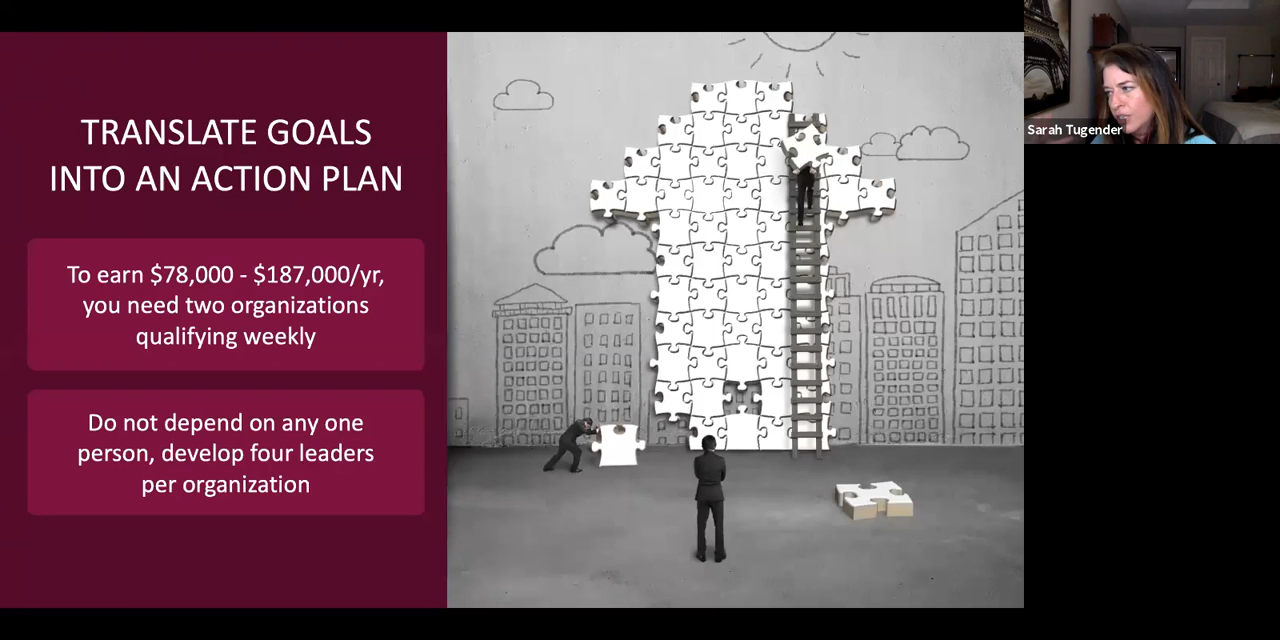 TRANSLATE GOALS
INTO AN ACTION PLAN
To earn $78,000 - $187,000/yr,
you need two organizations
qualifying weekly
Do not depend on any one
person, develop four leaders
per organization
Sarah Tugender